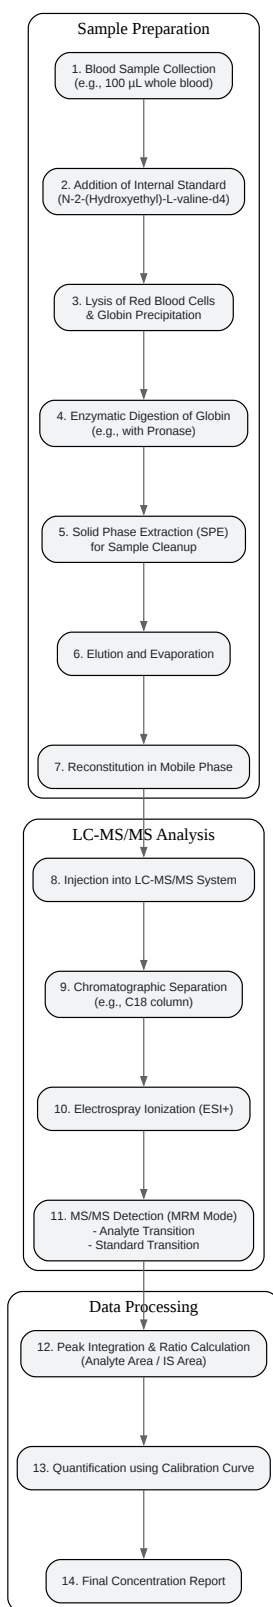 Sample Preparation
1. Blood Sample Collection
(e.g., 100 µL whole blood)
2. Addition of Internal Standard
(N-2-(Hydroxyethyl)-L-valine-d4)
3. Lysis of Red Blood Cells
& Globin Precipitation
4. Enzymatic Digestion of Globin
(e.g., with Pronase)
5. Solid Phase Extraction (SPE)
for Sample Cleanup
6. Elution and Evaporation
7. Reconstitution in Mobile Phase
LC-MS/MS Analysis
8. Injection into LC-MS/MS System
9. Chromatographic Separation
(e.g., C18 column)
10. Electrospray Ionization (ESI+)
11. MS/MS Detection (MRM Mode)
- Analyte Transition
- Standard Transition
Data Processing
12. Peak Integration & Ratio Calculation
(Analyte Area / IS Area)
13. Quantification using Calibration Curve
14. Final Concentration Report